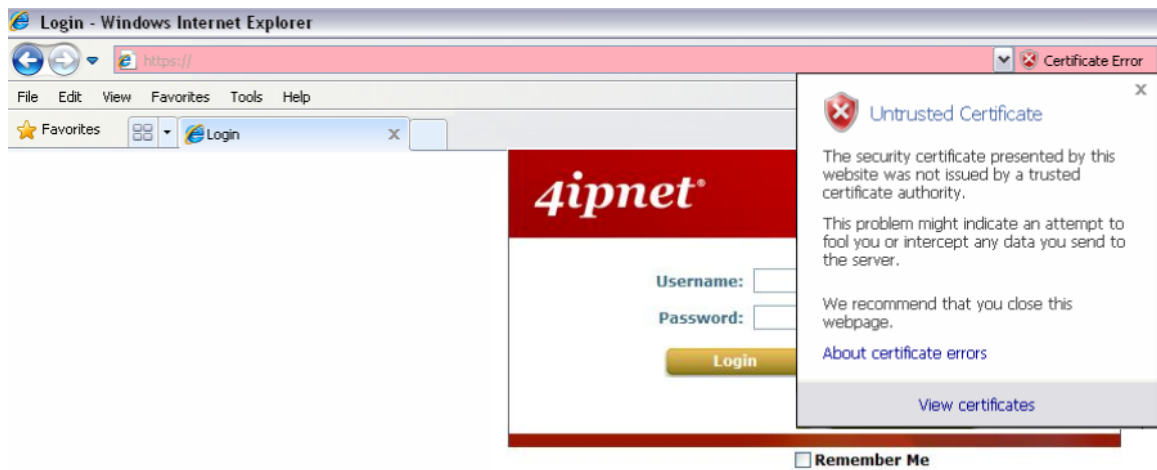 Login - Windows Internet Explorer
https://
Certificate Error
File Edit View Favorites Tools Help
Favorites
Login
4ipnet®
Username:
Password:
Login
Remember Me
Untrusted Certificate
The security certificate presented by this
website was not issued by a trusted
certificate authority.
This problem might indicate an attempt to
fool you or intercept any data you send to
the server.
We recommend that you close this
webpage.
About certificate errors
View certificates